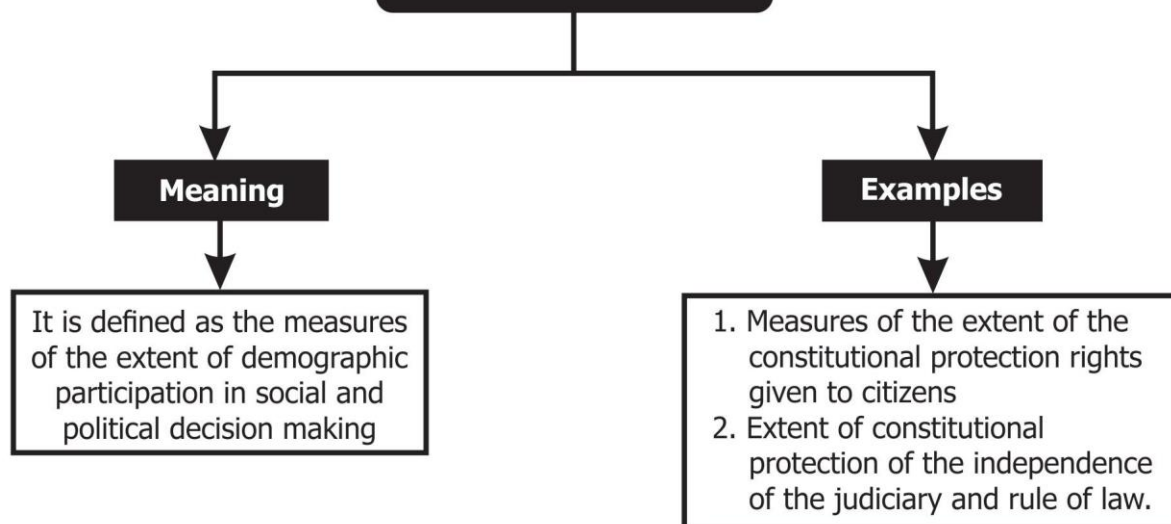 Meaning
Examples
It is defined as the measures
of the extent of demographic
participation in social and
political decision making
1. Measures of the extent of the
constitutional protection rights
given to citizens
2. Extent of constitutional
protection of the independence
of the judiciary and rule of law.